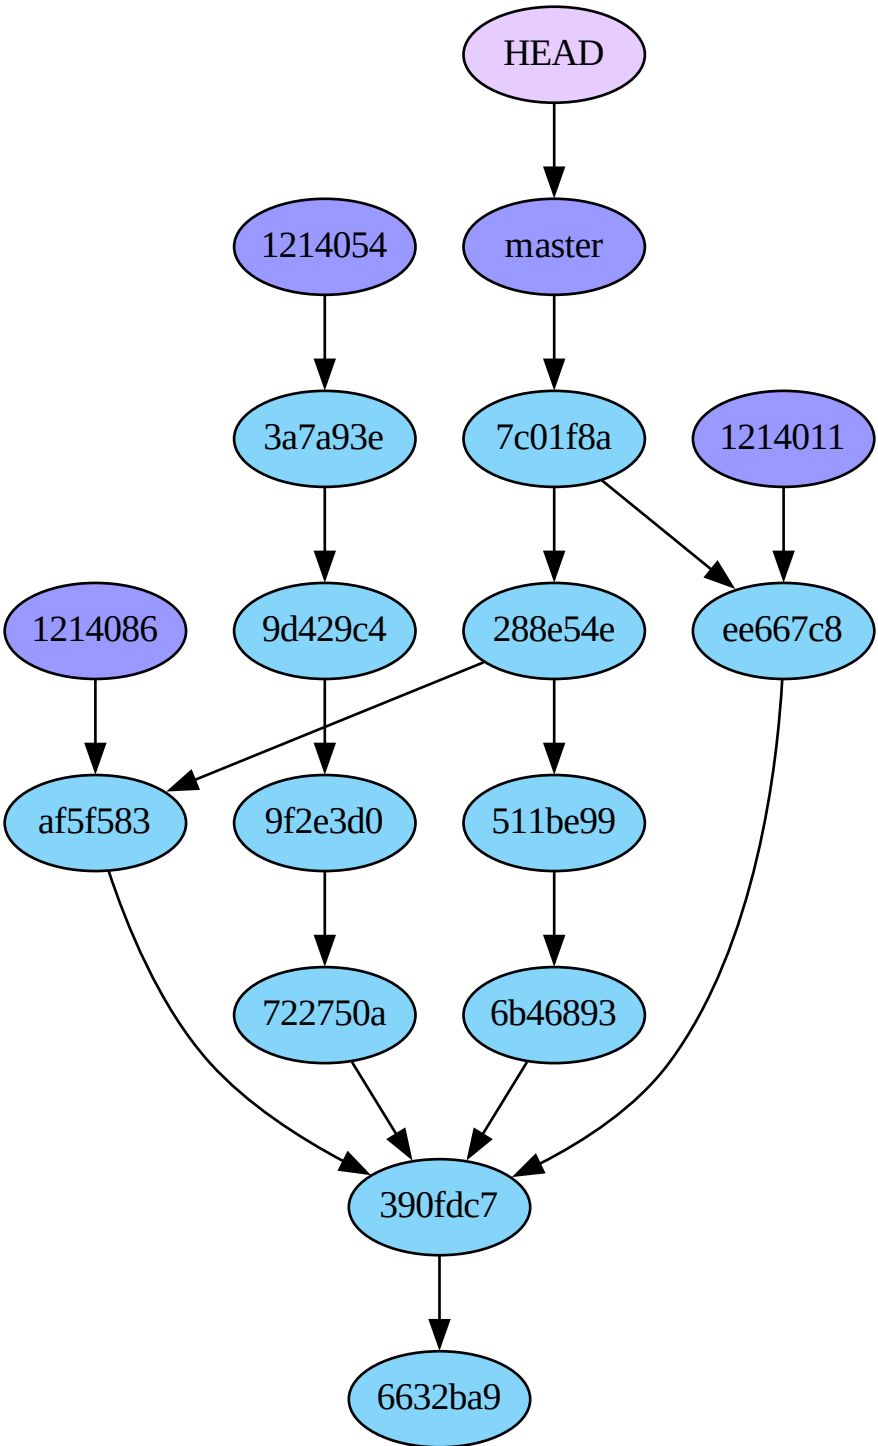 HEAD
1214054
master
3a7a93e
7c01f8a
1214011
1214086
9d429c4
288e54e
ee667c8
af5f583
9f2e3d0
511be99
722750a
6b46893
390fdc7
6632ba9